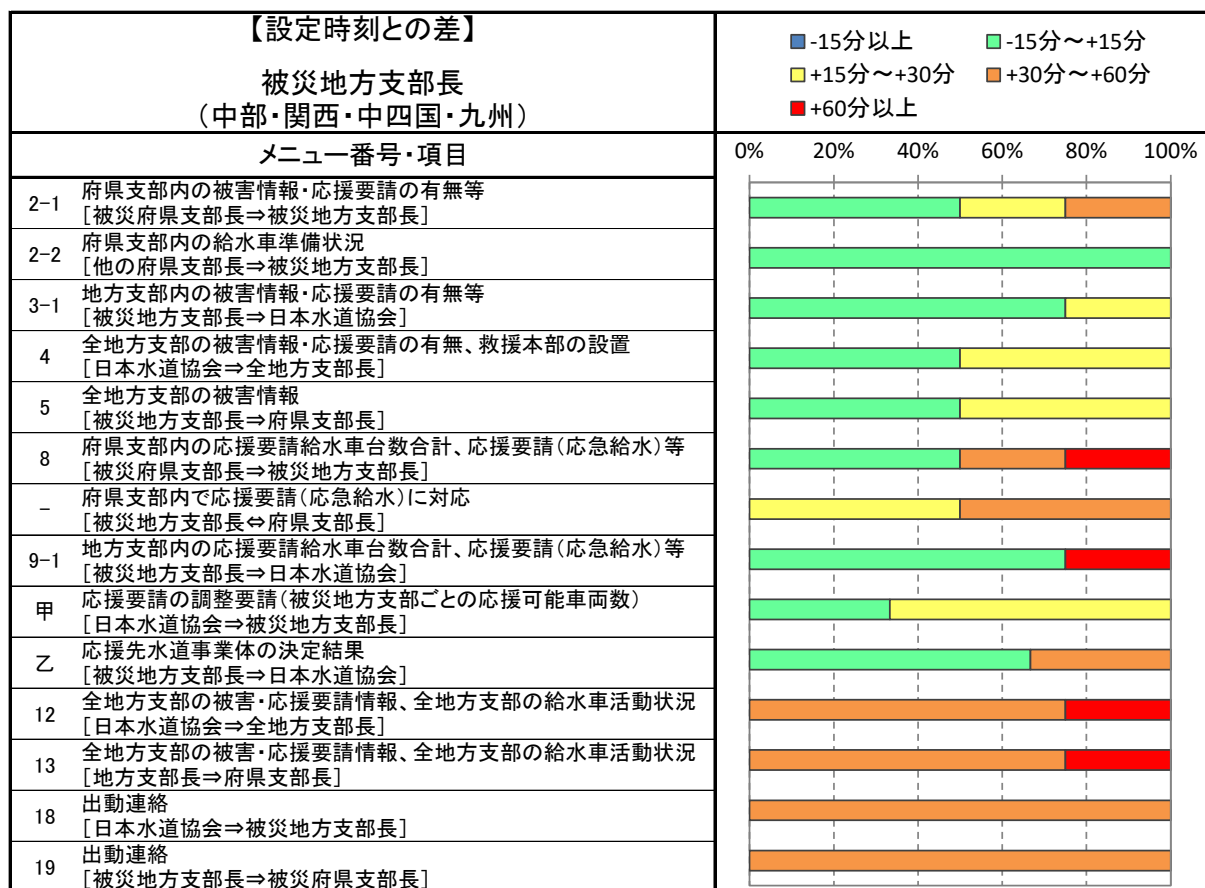 【設定時刻との差】
被災地方支部長
（中部・関西・中四国・九州）
-15分以上
-15分～+15分
+15分～+30分
+30分～+60分
+60分以上
メニュー番号・項目
0% 20% 40% 60% 80% 100%
2-1 府県支部内の被害情報・応援要請の有無等
［被災府県支部長⇒被災地方支部長］
2-2 府県支部内の給水車準備状況
［他の府県支部長⇒被災地方支部長］
3-1 地方支部内の被害情報・応援要請の有無等
［被災地方支部長⇒日本水道協会］
4 全地方支部の被害情報・応援要請の有無、救援本部の設置
［日本水道協会⇒全地方支部長］
5 全地方支部の被害情報
［被災地方支部長⇒府県支部長］
8 府県支部内の応援要請給水車台数合計、応援要請（応急給水）等
［被災府県支部長⇒被災地方支部長］
- 府県支部内で応援要請（応急給水）に対応
［被災地方支部長⇔府県支部長］
9-1 地方支部内の応援要請給水車台数合計、応援要請（応急給水）等
［被災地方支部長⇒日本水道協会］
甲 応援要請の調整要請（被災地方支部ごとの応援可能車両数）
［日本水道協会⇒被災地方支部長］
乙 応援先水道事業体の決定結果
［被災地方支部長⇒日本水道協会］
12 全地方支部の被害・応援要請情報、全地方支部の給水車活動状況
［日本水道協会⇒全地方支部長］
13 全地方支部の被害・応援要請情報、全地方支部の給水車活動状況
［地方支部長⇒府県支部長］
18 出動連絡
［日本水道協会⇒被災地方支部長］
19 出動連絡
［被災地方支部長⇒被災府県支部長］